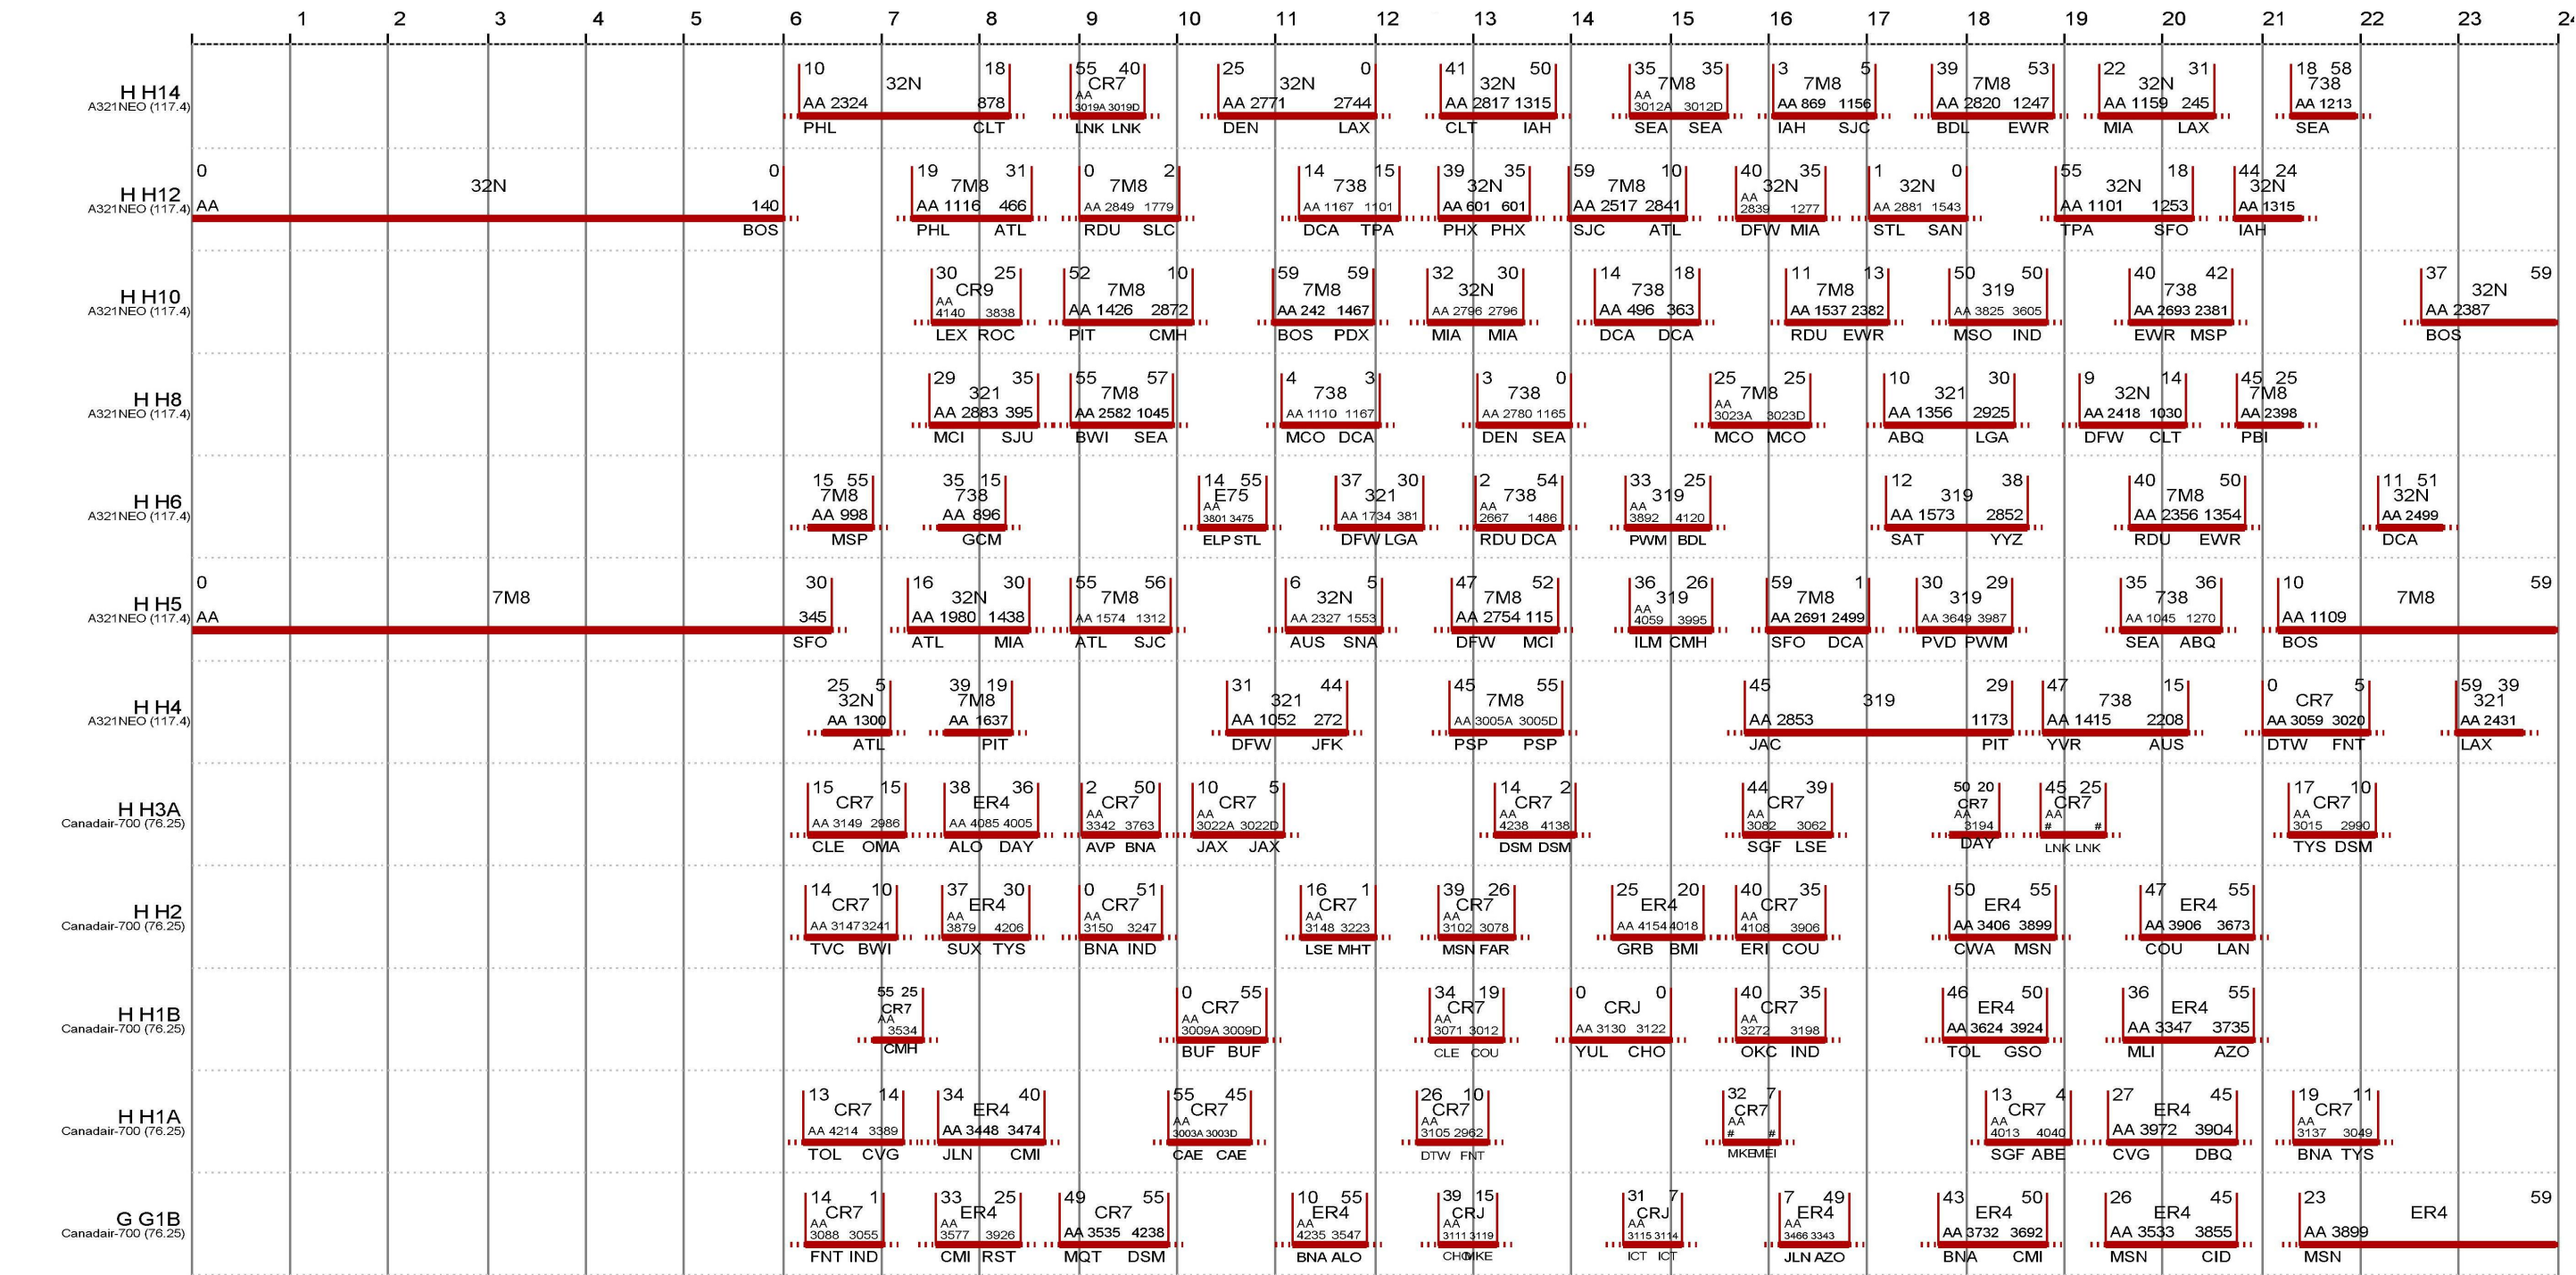 1 2 3 4 5 6 7 8 9 10 11 12 13 14 15 16 17 18 19 20 21 22 23
10 18 55 40 25 0 41 50 35 35 3 5 39 53 22 31 18 58
32N CR7 32N 32N 7M8 7M8 7M8 32N 738
H H14
A321NEO (117.4)
AA 2324 878 AA 3019A 3019D AA 2771 2744 AA 2817 1315 AA 3012A 3012D AA 869 1156 AA 2820 1247 AA 1159 245 AA 1213
PHL CLT LNK LNK DEN LAX CLT IAH SEA SEA IAH SJC BDL EWR MIA LAX SEA
0 0 19 31 0 2 14 15 39 35 59 10 40 35 1 0 55 18 44 24
32N 7M8 7M8 738 32N 7M8 32N 32N 32N 32N
H H12
A321NEO (117.4)
AA 140 AA 1116 466 AA 2849 1779 AA 1167 1101 AA 601 601 AA 2517 2841 AA 2839 1277 AA 2881 1543 AA 1101 1253 AA 1315
BOS PHL ATL RDU SLC DCA TPA PHX PHX SJC ATL DFW MIA STL SAN TPA SFO IAH
30 25 52 10 59 59 32 30 14 18 11 13 50 50 40 42 37 59
CR9 7M8 7M8 32N 738 7M8 319 738 32N
H H10
A321NEO (117.4)
AA 4140 3838 AA 1426 2872 AA 242 1467 AA 2796 2796 AA 496 363 AA 1537 2382 AA 3825 3605 AA 2693 2381 AA 2387
LEX ROC PIT CMH BOS PDX MIA MIA DCA DCA RDU EWR MSO IND EWR MSP BOS
29 35 55 57 4 3 3 0 25 25 10 30 9 14 45 25
321 7M8 738 738 7M8 321 32N 7M8
H H8
A321NEO (117.4)
AA 2883 395 AA 2582 1045 AA 1110 1167 AA 2780 1165 AA 3023A 3023D AA 1356 2925 AA 2418 1030 AA 2398
MCI SJU BWI SEA MCO DCA DEN SEA MCO MCO ABQ LGA DFW CLT PBI
15 55 35 15 14 55 37 30 2 54 33 25 12 38 40 50 11 51
7M8 738 E75 321 738 319 319 7M8 32N
H H6
A321NEO (117.4)
AA 998 AA 896 AA 3801 3475 AA 1734 381 AA 2667 1486 AA 3892 4120 AA 1573 2852 AA 2356 1354 AA 2499
MSP GCM ELP STL DFW LGA RDU DCA PWM BDL SAT YYZ RDU EWR DCA
0 30 16 30 55 56 6 5 47 52 36 26 59 1 30 29 35 36 10 59
7M8 32N 7M8 32N 7M8 319 7M8 319 738 7M8
H H5
A321NEO (117.4)
AA 345 AA 1980 1438 AA 1574 1312 AA 2327 1553 AA 2754 115 AA 4059 3995 AA 2691 2499 AA 3649 3987 AA 1045 1270 AA 1109
SFO ATL MIA ATL SJC AUS SNA DFW MCI ILM CMH SFO DCA PVD PWM SEA ABQ BOS
25 5 39 19 31 44 45 55 45 29 47 15 0 5 59 39
32N 7M8 321 7M8 319 738 CR7 321
H H4
A321NEO (117.4)
AA 1300 AA 1637 AA 1052 272 AA 3005A 3005D AA 2853 1173 AA 1415 2208 AA 3059 3020 AA 2431
ATL PIT DFW JFK PSP PSP JAC PIT YVR AUS DTW FNT LAX
15 15 38 36 2 50 10 5 14 2 44 39 50 20 45 25 17 10
CR7 ER4 CR7 CR7 CR7 CR7 CR7 CR7 CR7
H H3A
Canadair-700 (76.25)
AA 3149 2986 AA 4085 4005 AA 3342 3763 AA 3022A 3022D AA 4238 4138 AA 3082 3062 AA 3194 AA # # AA 3015 2990
CLE OMA ALO DAY AVP BNA JAX JAX DSM DSM SGF LSE DAY LNK LNK TYS DSM
14 10 37 30 0 51 16 1 39 26 25 20 40 35 50 55 47 55
CR7 ER4 CR7 CR7 CR7 ER4 CR7 ER4 ER4
H H2
Canadair-700 (76.25)
AA 3147 3241 AA 3879 4206 AA 3150 3247 AA 3148 3223 AA 3102 3078 AA 4154 4018 AA 4108 3906 AA 3406 3899 AA 3906 3673
TVC BWI SUX TYS BNA IND LSE MHT MSN FAR GRB BMI ERI COU CWA MSN COU LAN
55 25 0 55 34 19 0 0 40 35 46 50 36 55
CR7 CR7 CR7 CRJ CR7 ER4 ER4
H H1B
Canadair-700 (76.25)
AA 3534 AA 3009A 3009D AA 3071 3012 AA 3130 3122 AA 3272 3198 AA 3624 3924 AA 3347 3735
CMH BUF BUF CLE COU YUL CHO OKC IND TOL GSO MLI AZO
13 14 34 40 55 45 26 10 32 7 13 4 27 45 19 11
CR7 ER4 CR7 CR7 CR7 CR7 ER4 CR7
H H1A
Canadair-700 (76.25)
AA 4214 3389 AA 3448 3474 AA 3003A 3003D AA 3105 2962 AA # # AA 4013 4040 AA 3972 3904 AA 3137 3049
TOL CVG JLN CMI CAE CAE DTW FNT MKE MEI SGF ABE CVG DBQ BNA TYS
14 1 33 25 49 55 10 55 39 15 31 7 7 49 43 50 26 45 23 59
CR7 ER4 CR7 ER4 CRJ CRJ ER4 ER4 ER4 ER4
G G1B
Canadair-700 (76.25)
AA 3088 3055 AA 3577 3926 AA 3535 4238 AA 4235 3547 AA 3111 3119 AA 3115 3114 AA 3466 3343 AA 3732 3692 AA 3533 3855 AA 3899
FNT IND CMI RST MQT DSM BNA ALO CHO MKE ICT ICT JLN AZO BNA CMI MSN CID MSN